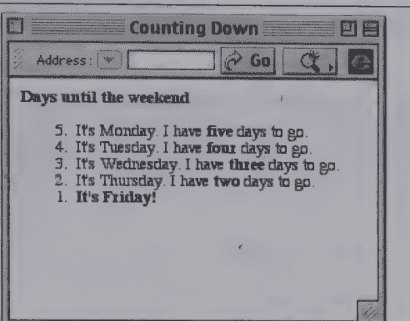 Counting Down
Address: Go
Days until the weekend
5. It's Monday. I have five days to go.
4. It's Tuesday. I have four days to go.
3. It's Wednesday. I have three days to go.
2. It's Thursday. I have two days to go.
1. It's Friday!